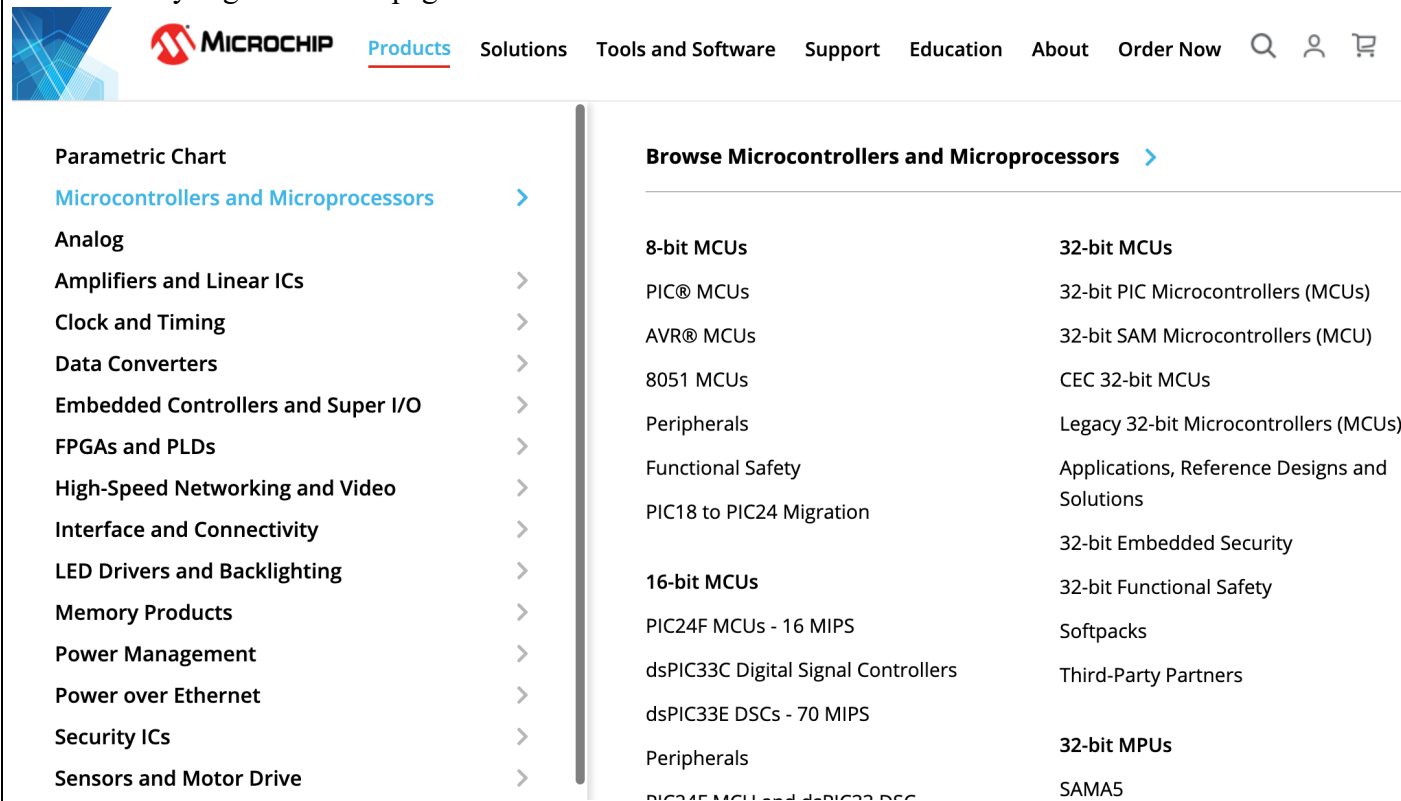 MICROCHIP
Products
Solutions
Tools and Software
Support
Education
About
Order Now
Parametric Chart
Microcontrollers and Microprocessors
Analog
Amplifiers and Linear ICs
Clock and Timing
Data Converters
Embedded Controllers and Super I/O
FPGAs and PLDs
High-Speed Networking and Video
Interface and Connectivity
LED Drivers and Backlighting
Memory Products
Power Management
Power over Ethernet
Security ICs
Sensors and Motor Drive
Browse Microcontrollers and Microprocessors
8-bit MCUs
PIC® MCUs
AVR® MCUs
8051 MCUs
Peripherals
Functional Safety
PIC18 to PIC24 Migration
16-bit MCUs
PIC24F MCUs - 16 MIPS
dsPIC33C Digital Signal Controllers
dsPIC33E DSCs - 70 MIPS
Peripherals
PIC24F MCU and dsPIC33 DSC
32-bit MCUs
32-bit PIC Microcontrollers (MCUs)
32-bit SAM Microcontrollers (MCU)
CEC 32-bit MCUs
Legacy 32-bit Microcontrollers (MCUs)
Applications, Reference Designs and
Solutions
32-bit Embedded Security
32-bit Functional Safety
Softpacks
Third-Party Partners
32-bit MPUs
SAMA5